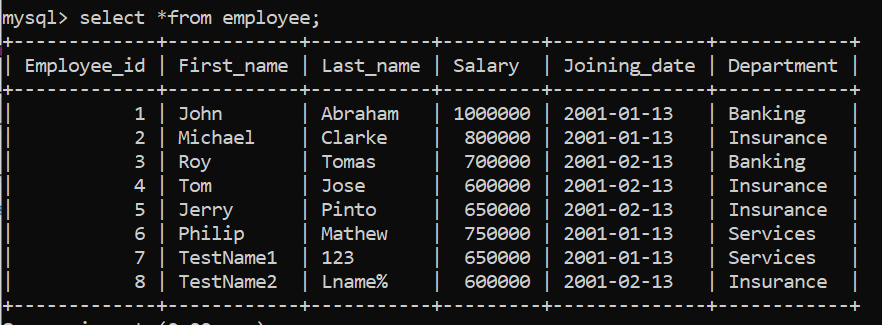 mysql> select *from employee;
+-------------+------------+-----------+---------+--------------+------------+
| Employee_id | First_name | Last_name | Salary  | Joining_date | Department |
+-------------+------------+-----------+---------+--------------+------------+
|           1 | John       | Abraham   | 1000000 | 2001-01-13   | Banking    |
|           2 | Michael    | Clarke    |  800000 | 2001-01-13   | Insurance  |
|           3 | Roy        | Tomas     |  700000 | 2001-02-13   | Banking    |
|           4 | Tom        | Jose      |  600000 | 2001-02-13   | Insurance  |
|           5 | Jerry      | Pinto     |  650000 | 2001-02-13   | Insurance  |
|           6 | Philip     | Mathew    |  750000 | 2001-01-13   | Services   |
|           7 | TestName1  | 123       |  650000 | 2001-01-13   | Services   |
|           8 | TestName2  | Lname%    |  600000 | 2001-02-13   | Insurance  |
+-------------+------------+-----------+---------+--------------+------------+